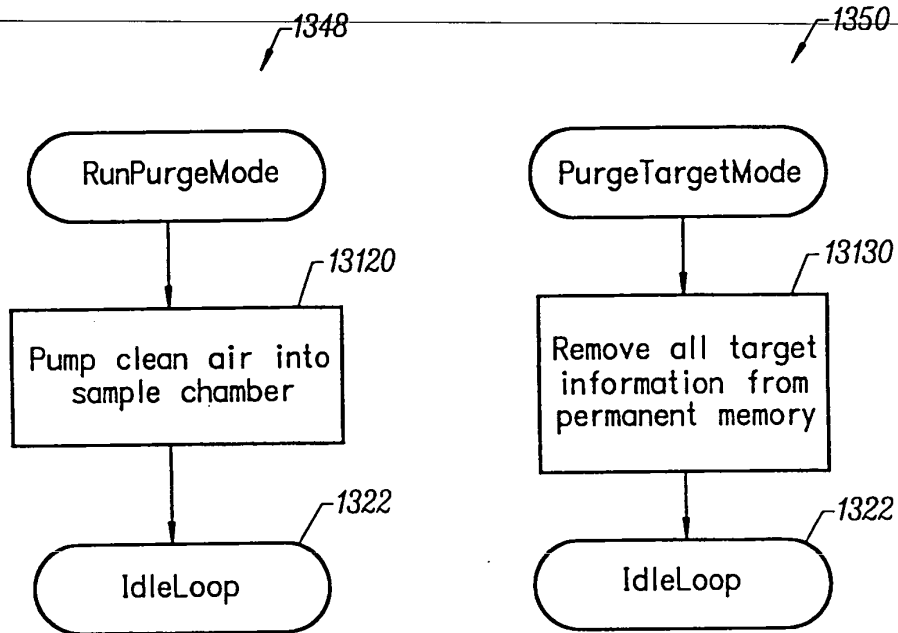 1348
RunPurgeMode
13120
Pump clean air into
sample chamber
1322
IdleLoop
1350
PurgeTargetMode
13130
Remove all target
information from
permanent memory
1322
IdleLoop